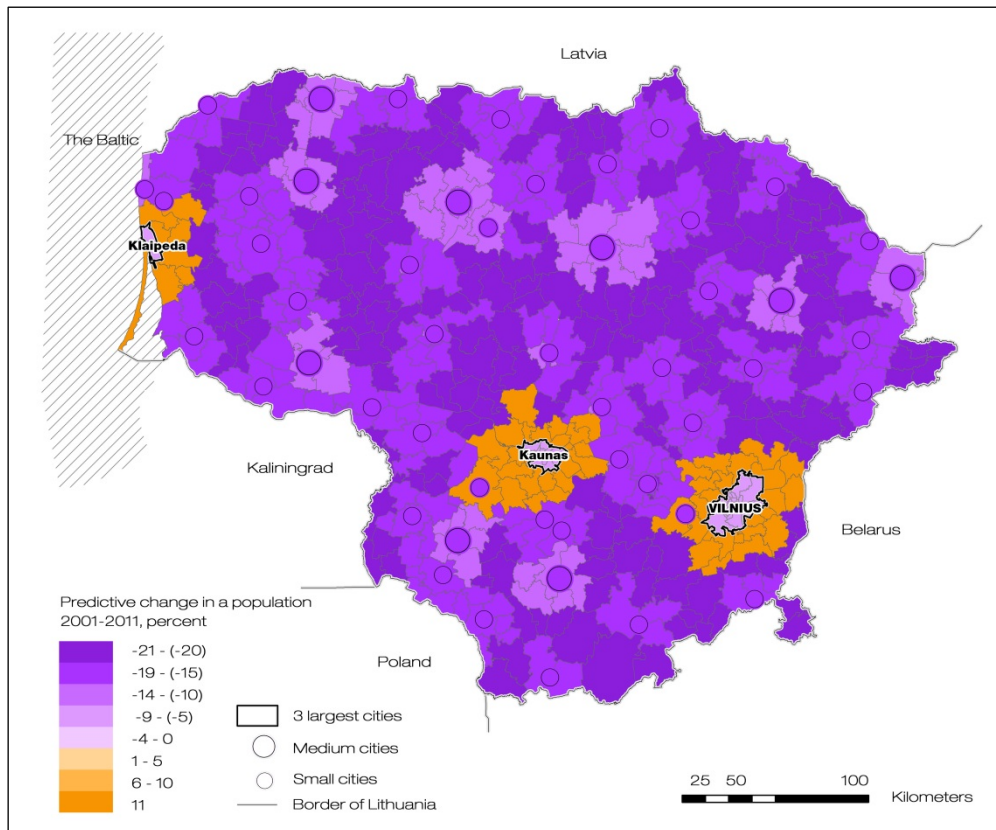 Latvia
The Baltic
Klaipeda
Kaunas
VILNIUS
Kaliningrad
Belarus
Poland
Predictive change in a population
2001-2011, percent
-21 - (-20)
-19 - (-15)
-14 - (-10)
-9 - (-5)
-4 - 0
1 - 5
6 - 10
11
3 largest cities
Medium cities
Small cities
Border of Lithuania
25 50 100
Kilometers